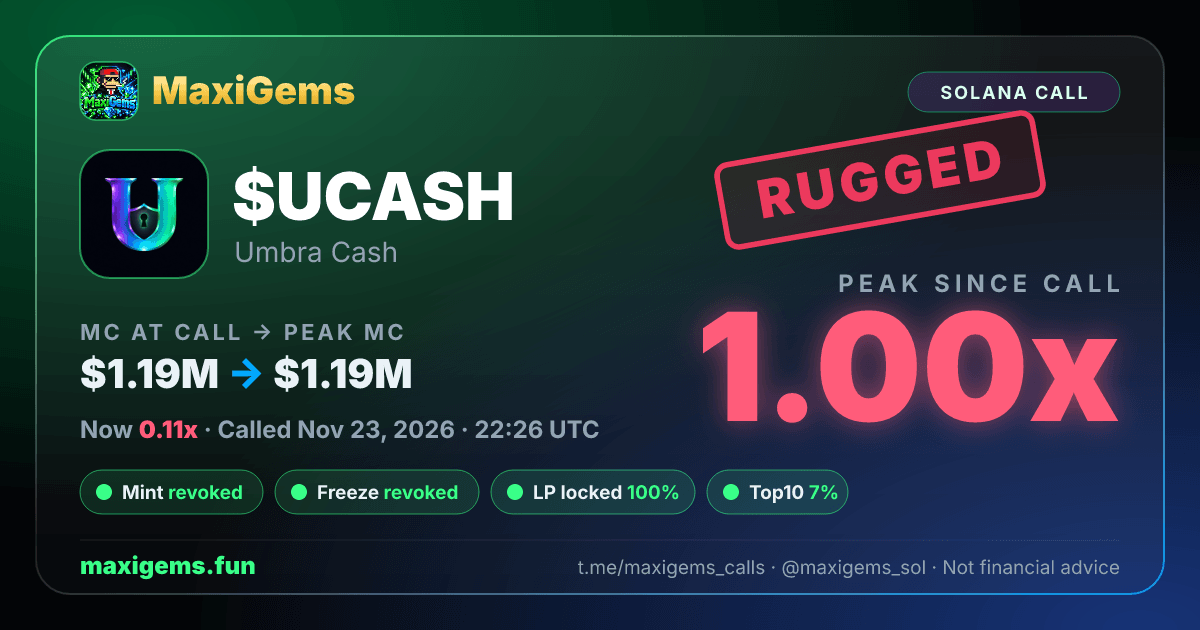 MaxiGems
MaxiGems
SOLANA CALL
RUGGED
$UCASH
Umbra Cash
PEAK SINCE CALL
1.00x
MC AT CALL → PEAK MC
$1.19M → $1.19M
Now 0.11x · Called Nov 23, 2026 · 22:26 UTC
Mint revoked
Freeze revoked
LP locked 100%
Top10 7%
maxigems.fun
t.me/maxigems_calls · @maxigems_sol · Not financial advice